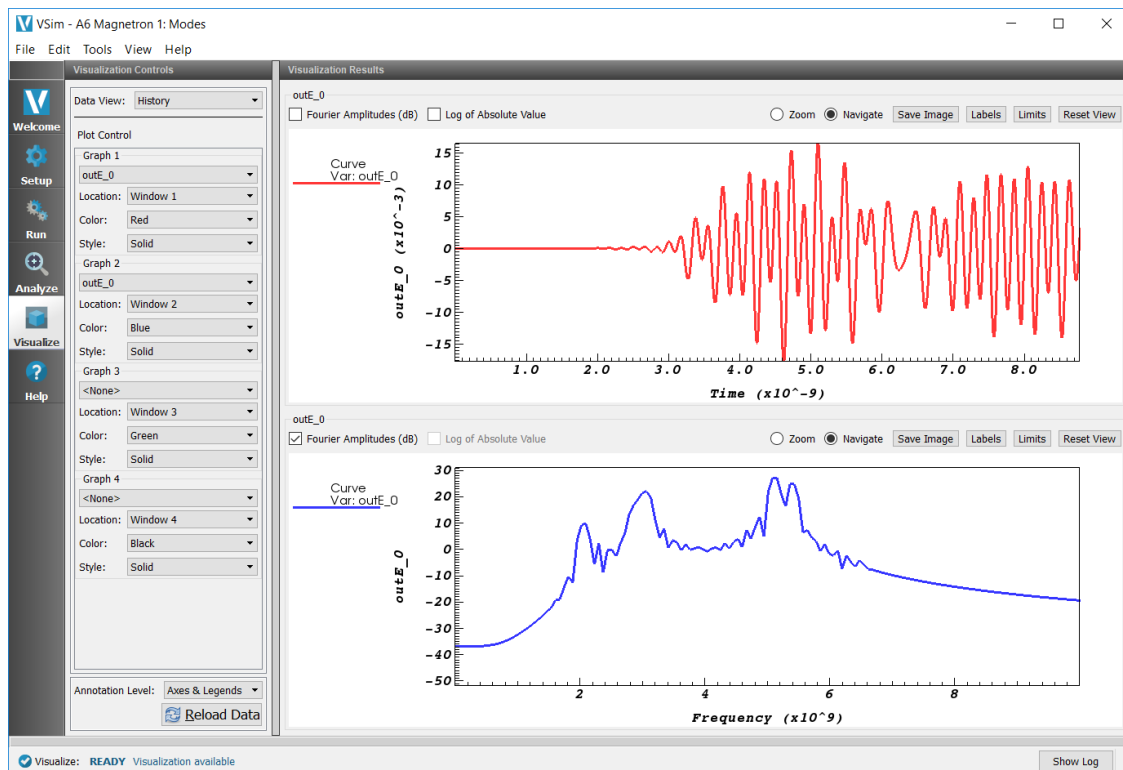 VSim - A6 Magnetron 1: Modes
File Edit Tools View Help
Visualization Controls
Data View: History
Plot Control
Graph 1
outE_0
Location: Window 1
Color: Red
Style: Solid
Graph 2
outE_0
Location: Window 2
Color: Blue
Style: Solid
Graph 3
<None>
Location: Window 3
Color: Green
Style: Solid
Graph 4
<None>
Location: Window 4
Color: Black
Style: Solid
Annotation Level: Axes & Legends
Reload Data
Welcome
Setup
Run
Analyze
Visualize
Help
Visualization Results
outE_0
Fourier Amplitudes (dB) Log of Absolute Value Zoom Navigate Save Image Labels Limits Reset View
Curve
Var: outE_0
outE_0 (x10^-3)
15
10
5
0
-5
-10
-15
1.0 2.0 3.0 4.0 5.0 6.0 7.0 8.0
Time (x10^-9)
outE_0
Fourier Amplitudes (dB) Log of Absolute Value Zoom Navigate Save Image Labels Limits Reset View
Curve
Var: outE_0
outE_0
30
20
10
0
-10
-20
-30
-40
-50
2 4 6 8
Frequency (x10^9)
Visualize: READY Visualization available
Show Log